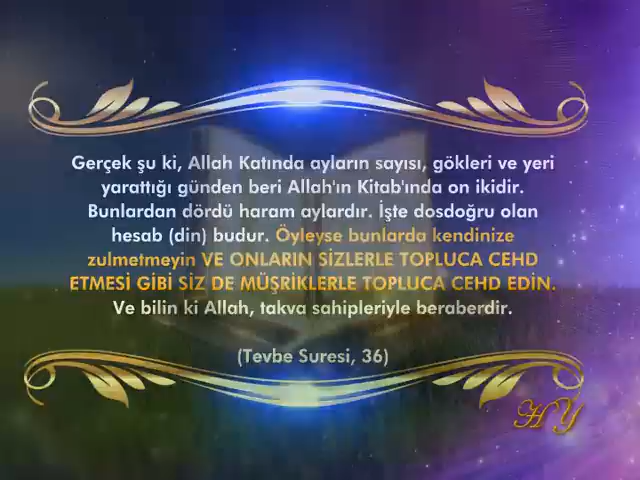 Gerçek şu ki, Allah Katında ayların sayısı, gökleri ve yeri
yarattığı günden beri Allah'ın Kitab'ında on ikidir.
Bunlardan dördü haram aylardır. İşte dosdoğru olan
hesab (din) budur. Öyleyse bunlarda kendinize
zulmetmeyin VE ONLARIN SİZLERLE TOPLUCA CEHD
ETMESİ GİBİ SİZ DE MÜŞRİKLERLE TOPLUCA CEHD EDİN.
Ve bilin ki Allah, takva sahipleriyle beraberdir.
(Tevbe Suresi, 36)
HY